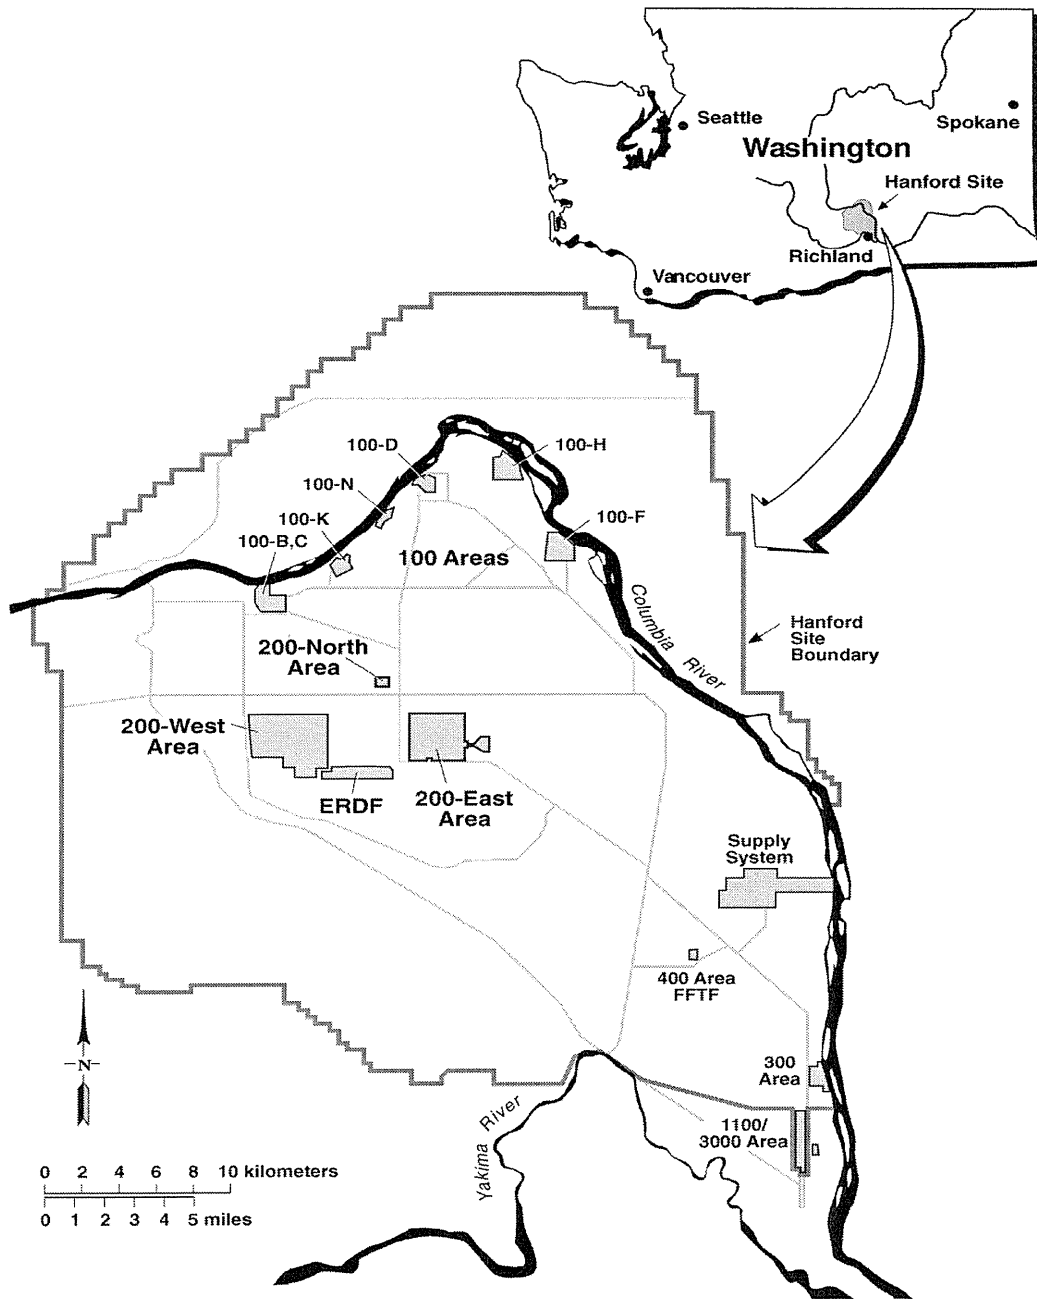 Seattle
Spokane
Washington
Hanford Site
Richland
Vancouver
100-D
100-H
100-N
100-K
100-F
100-B,C
100 Areas
Columbia River
Hanford
Site
Boundary
200-North
Area
200-West
Area
ERDF
200-East
Area
Supply
System
400 Area
FFTF
300
Area
N
Yakima River
1100/
3000 Area
0 2 4 6 8 10 kilometers
0 1 2 3 4 5 miles